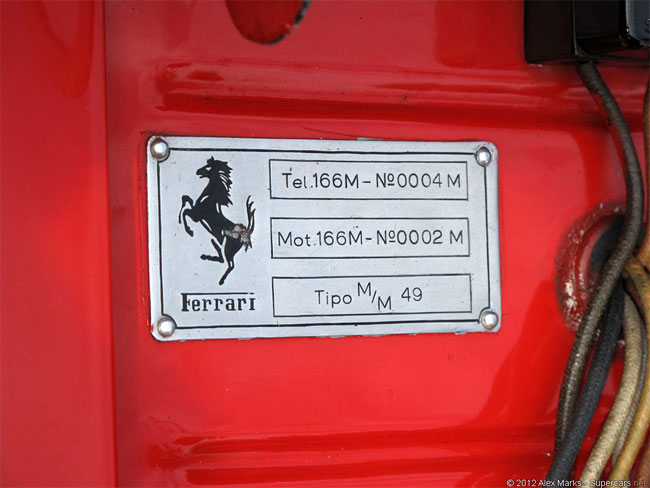 Tel.166M-Nº0004 M
Mot.166M-Nº0002 M
Ferrari
Tipo M/M 49
© 2012 Alex Marks - Supercars.net